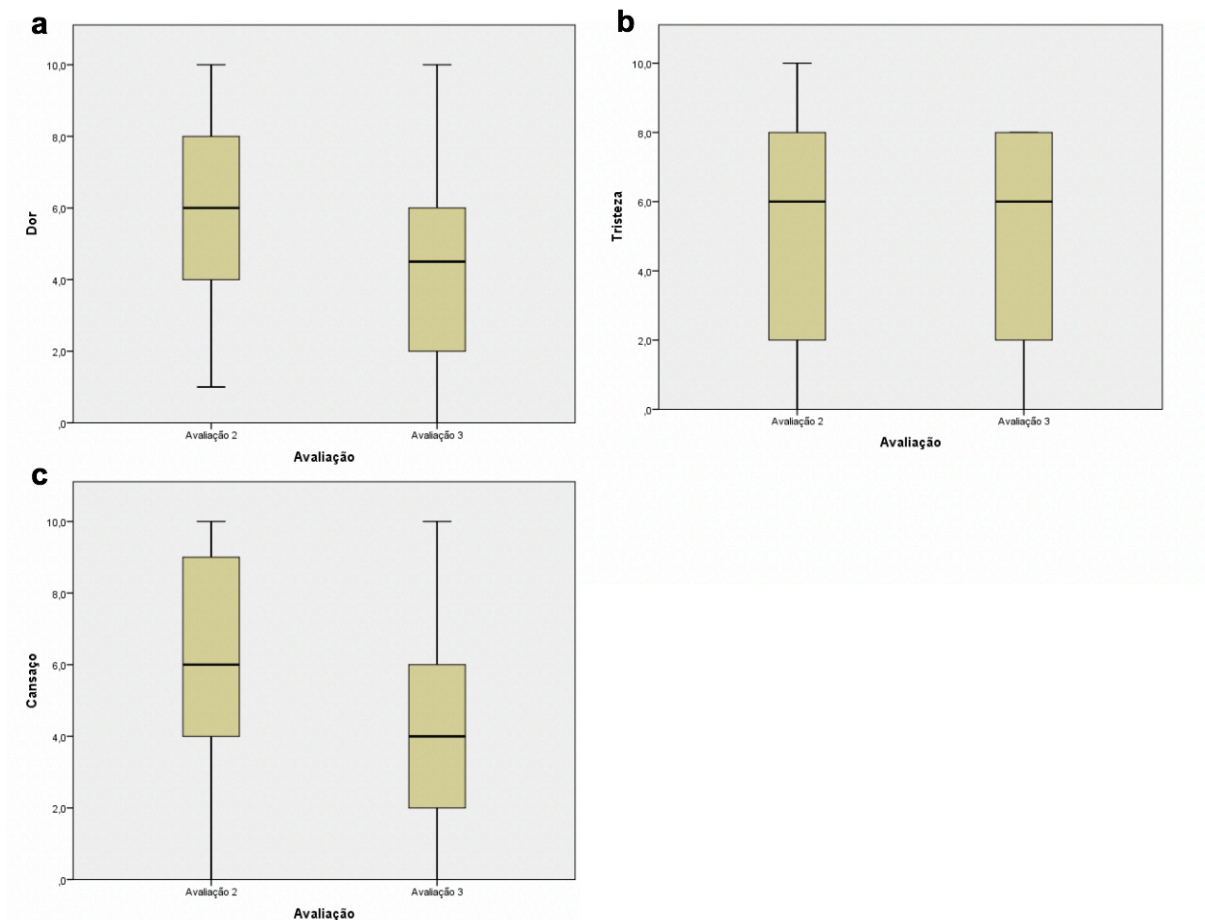 a
10,0
8,0
6,0
4,0
2,0
,0
Dor
Avaliação 2
Avaliação 3
Avaliação
b
10,0
8,0
6,0
4,0
2,0
,0
Tristeza
Avaliação 2
Avaliação 3
Avaliação
c
10,0
8,0
6,0
4,0
2,0
,0
Cansaço
Avaliação 2
Avaliação 3
Avaliação